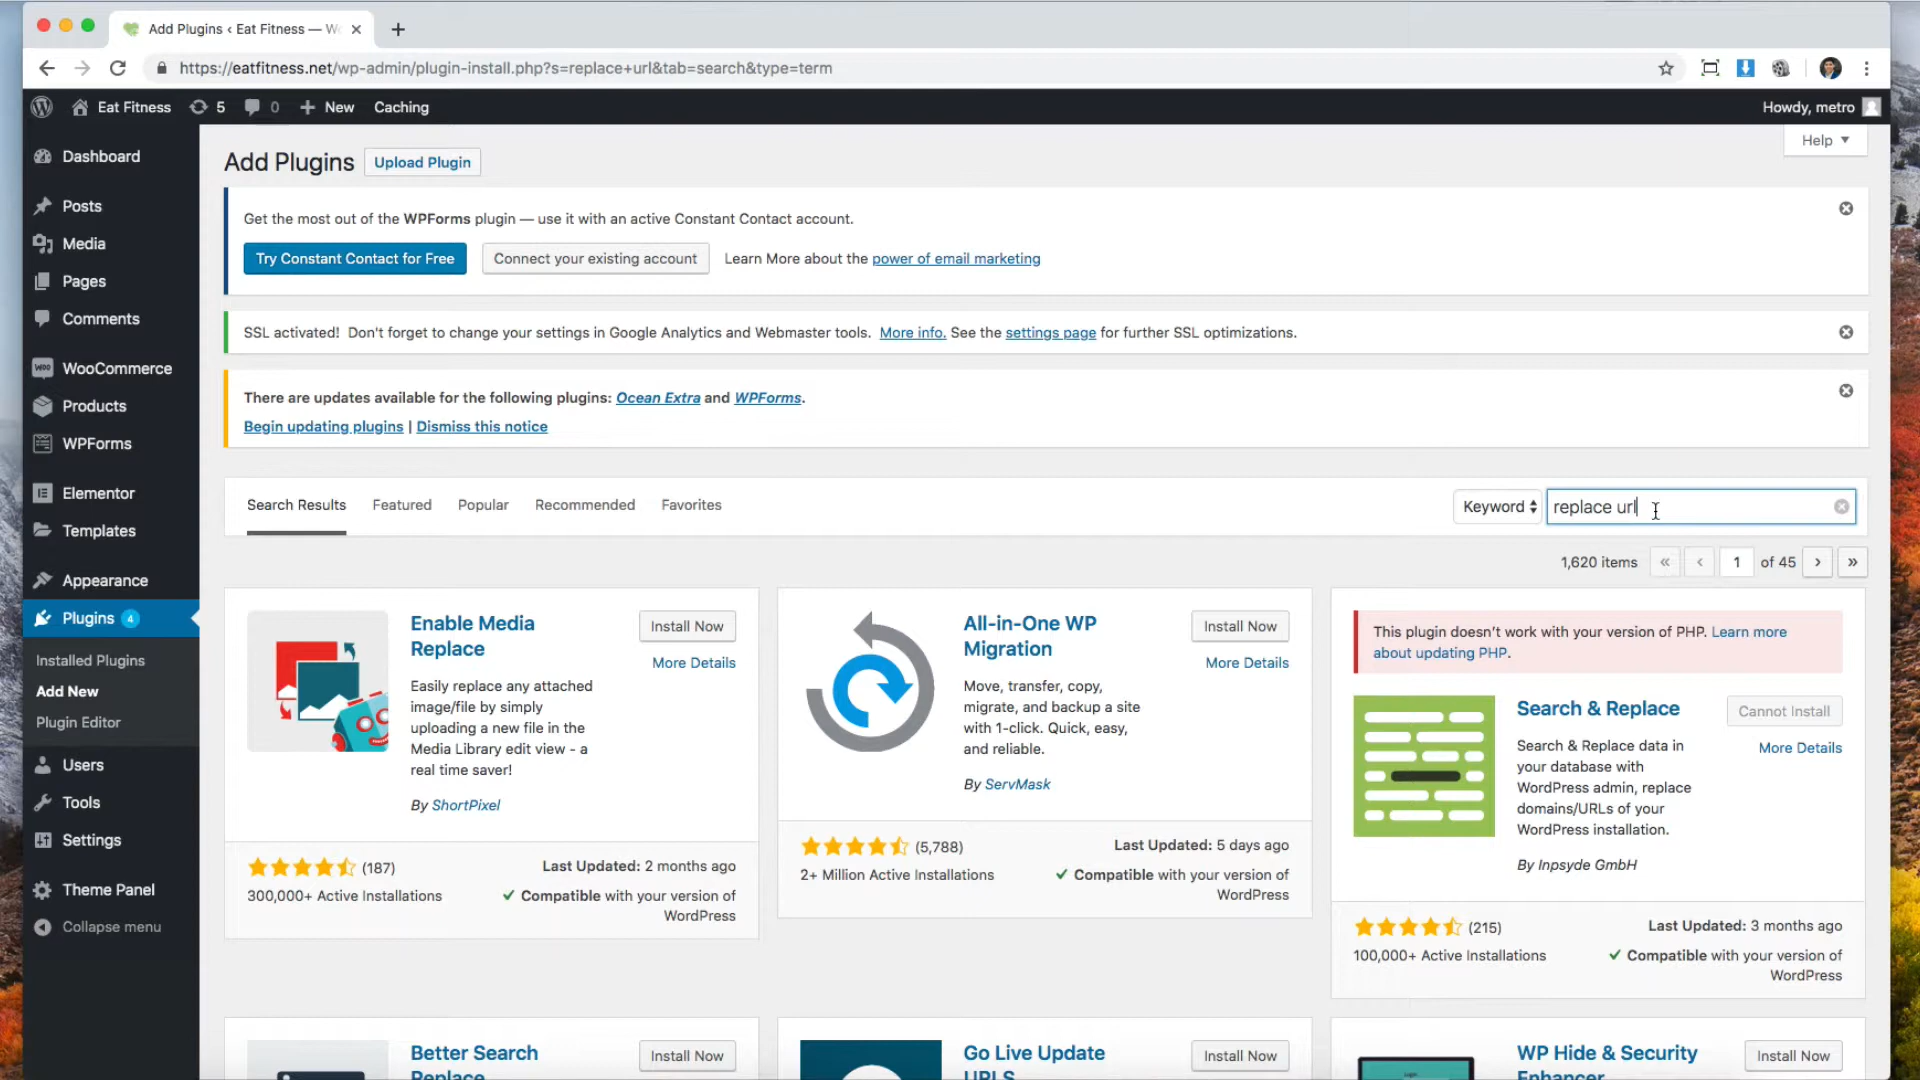 Add Plugins ‹ Eat Fitness — Wo
https://eatfitness.net/wp-admin/plugin-install.php?s=replace+url&tab=search&type=term
Eat Fitness 5 0 New Caching
Howdy, metro
Help
Dashboard
Posts
Media
Pages
Comments
WooCommerce
Products
WPForms
Elementor
Templates
Appearance
Plugins 4
Installed Plugins
Add New
Plugin Editor
Users
Tools
Settings
Theme Panel
Collapse menu
Add Plugins Upload Plugin
Get the most out of the WPForms plugin — use it with an active Constant Contact account.
Try Constant Contact for Free Connect your existing account Learn More about the power of email marketing
SSL activated! Don't forget to change your settings in Google Analytics and Webmaster tools. More info. See the settings page for further SSL optimizations.
There are updates available for the following plugins: Ocean Extra and WPForms.
Begin updating plugins | Dismiss this notice
Search Results Featured Popular Recommended Favorites
Keyword replace url
1,620 items « ‹ 1 of 45 › »
Enable Media
Replace
Install Now
More Details
Easily replace any attached
image/file by simply
uploading a new file in the
Media Library edit view - a
real time saver!
By ShortPixel
(187)
Last Updated: 2 months ago
300,000+ Active Installations
Compatible with your version of
WordPress
All-in-One WP
Migration
Install Now
More Details
Move, transfer, copy,
migrate, and backup a site
with 1-click. Quick, easy,
and reliable.
By ServMask
(5,788)
Last Updated: 5 days ago
2+ Million Active Installations
Compatible with your version of
WordPress
This plugin doesn't work with your version of PHP. Learn more
about updating PHP.
Search & Replace
Cannot Install
More Details
Search & Replace data in
your database with
WordPress admin, replace
domains/URLs of your
WordPress installation.
By Inpsyde GmbH
(215)
Last Updated: 3 months ago
100,000+ Active Installations
Compatible with your version of
WordPress
Better Search
Replace
Install Now
Go Live Update
URLS
Install Now
WP Hide & Security
Enhancer
Install Now